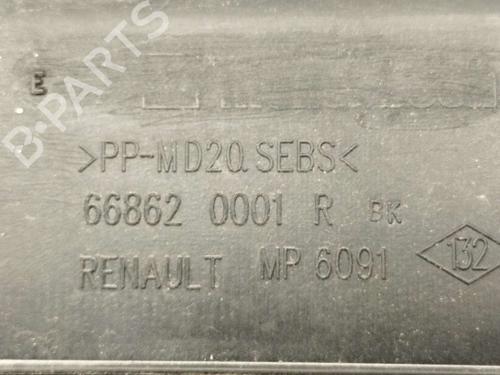 B-PARTS
E
>PP-MD20.SEBS<
66862 0001 R BK
RENAULT MP 6091 132